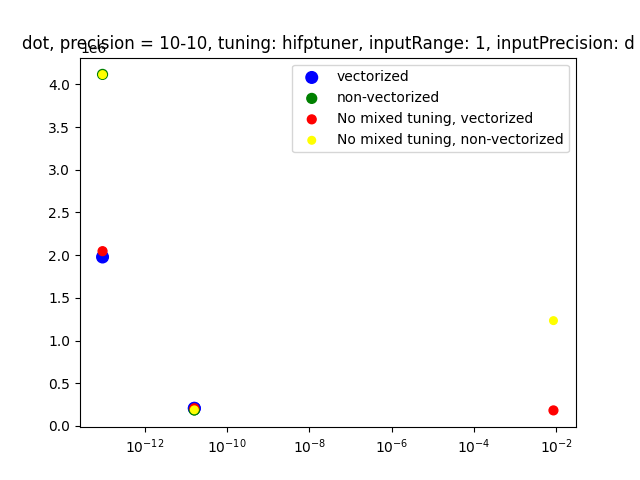 dot, precision = 10-10, tuning: hifptuner, inputRange: 1, inputPrecision: d
1e6
vectorized
non-vectorized
No mixed tuning, vectorized
No mixed tuning, non-vectorized
4.0
3.5
3.0
2.5
2.0
1.5
1.0
0.5
0.0
10⁻¹² 10⁻¹⁰ 10⁻⁸ 10⁻⁶ 10⁻⁴ 10⁻²